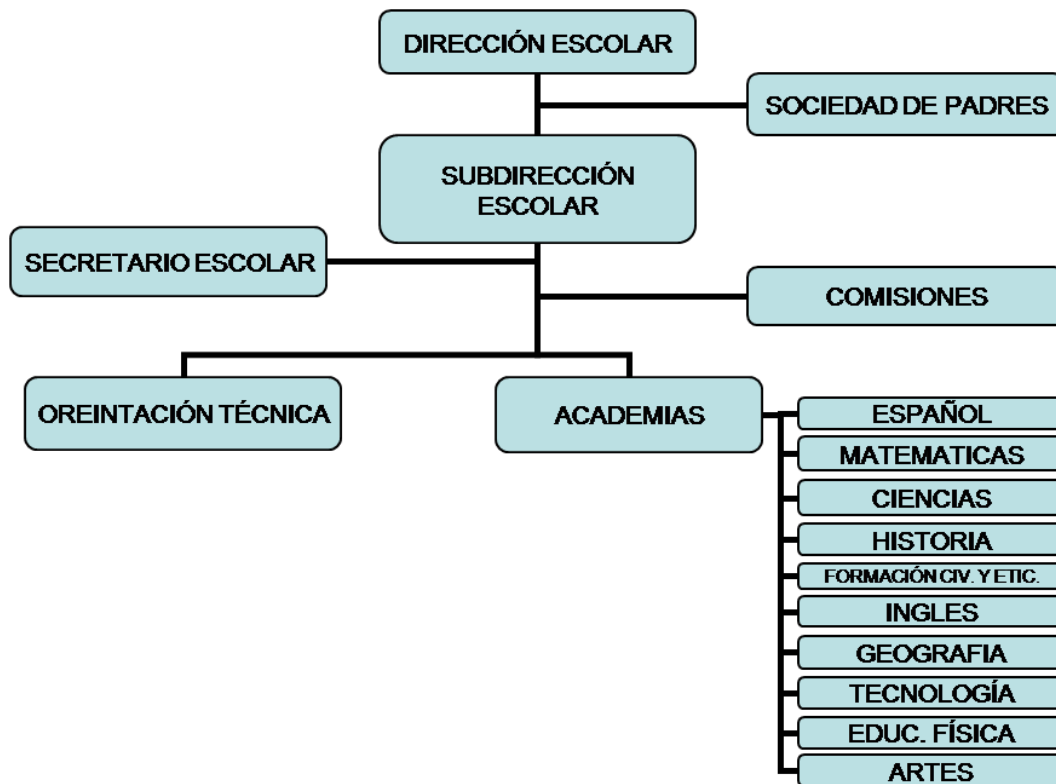 DIRECCIÓN ESCOLAR
SOCIEDAD DE PADRES
SUBDIRECCIÓN
ESCOLAR
SECRETARIO ESCOLAR
COMISIONES
OREINTACIÓN TÉCNICA
ACADEMIAS
ESPAÑOL
MATEMATICAS
CIENCIAS
HISTORIA
FORMACIÓN CIV. Y ETIC.
INGLES
GEOGRAFIA
TECNOLOGÍA
EDUC. FÍSICA
ARTES